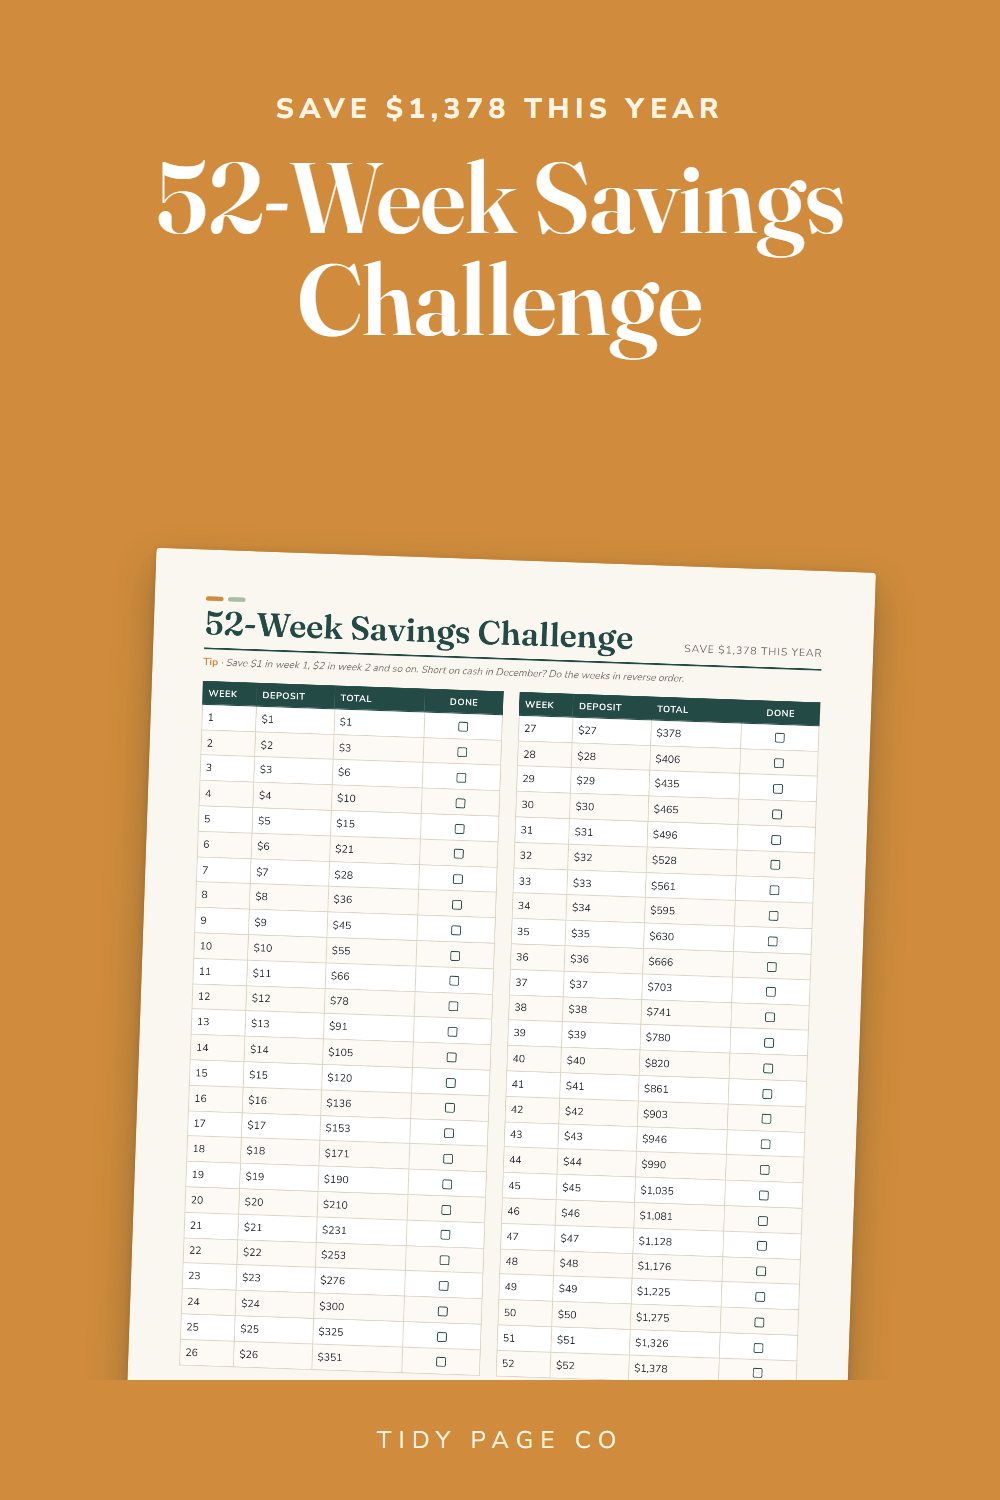 SAVE $1,378 THIS YEAR
52-Week Savings
Challenge
52-Week Savings Challenge
SAVE $1,378 THIS YEAR
Tip · Save $1 in week 1, $2 in week 2 and so on. Short on cash in December? Do the weeks in reverse order.
WEEK DEPOSIT TOTAL DONE
1 $1 $1
2 $2 $3
3 $3 $6
4 $4 $10
5 $5 $15
6 $6 $21
7 $7 $28
8 $8 $36
9 $9 $45
10 $10 $55
11 $11 $66
12 $12 $78
13 $13 $91
14 $14 $105
15 $15 $120
16 $16 $136
17 $17 $153
18 $18 $171
19 $19 $190
20 $20 $210
21 $21 $231
22 $22 $253
23 $23 $276
24 $24 $300
25 $25 $325
26 $26 $351
WEEK DEPOSIT TOTAL DONE
27 $27 $378
28 $28 $406
29 $29 $435
30 $30 $465
31 $31 $496
32 $32 $528
33 $33 $561
34 $34 $595
35 $35 $630
36 $36 $666
37 $37 $703
38 $38 $741
39 $39 $780
40 $40 $820
41 $41 $861
42 $42 $903
43 $43 $946
44 $44 $990
45 $45 $1,035
46 $46 $1,081
47 $47 $1,128
48 $48 $1,176
49 $49 $1,225
50 $50 $1,275
51 $51 $1,326
52 $52 $1,378
TIDY PAGE CO